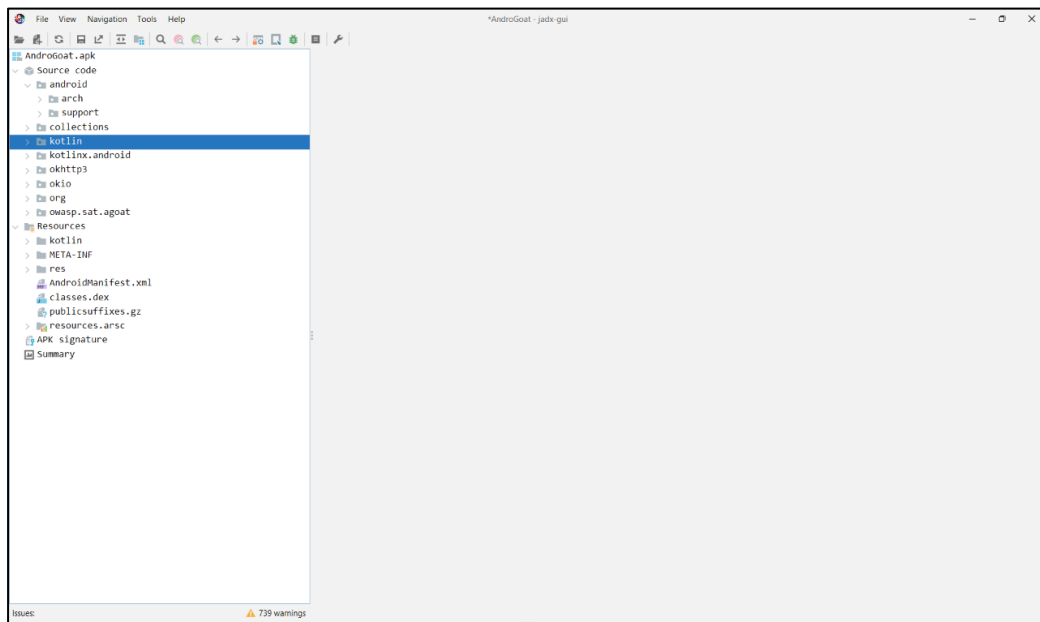 File View Navigation Tools Help
*AndroGoat - jadx-gui
AndroGoat.apk
Source code
android
arch
support
collections
kotlin
kotlinx.android
okhttp3
okio
org
owasp.sat.agoat
Resources
kotlin
META-INF
res
AndroidManifest.xml
classes.dex
publicsuffixes.gz
resources.arsc
APK signature
Summary
Issues: 739 warnings